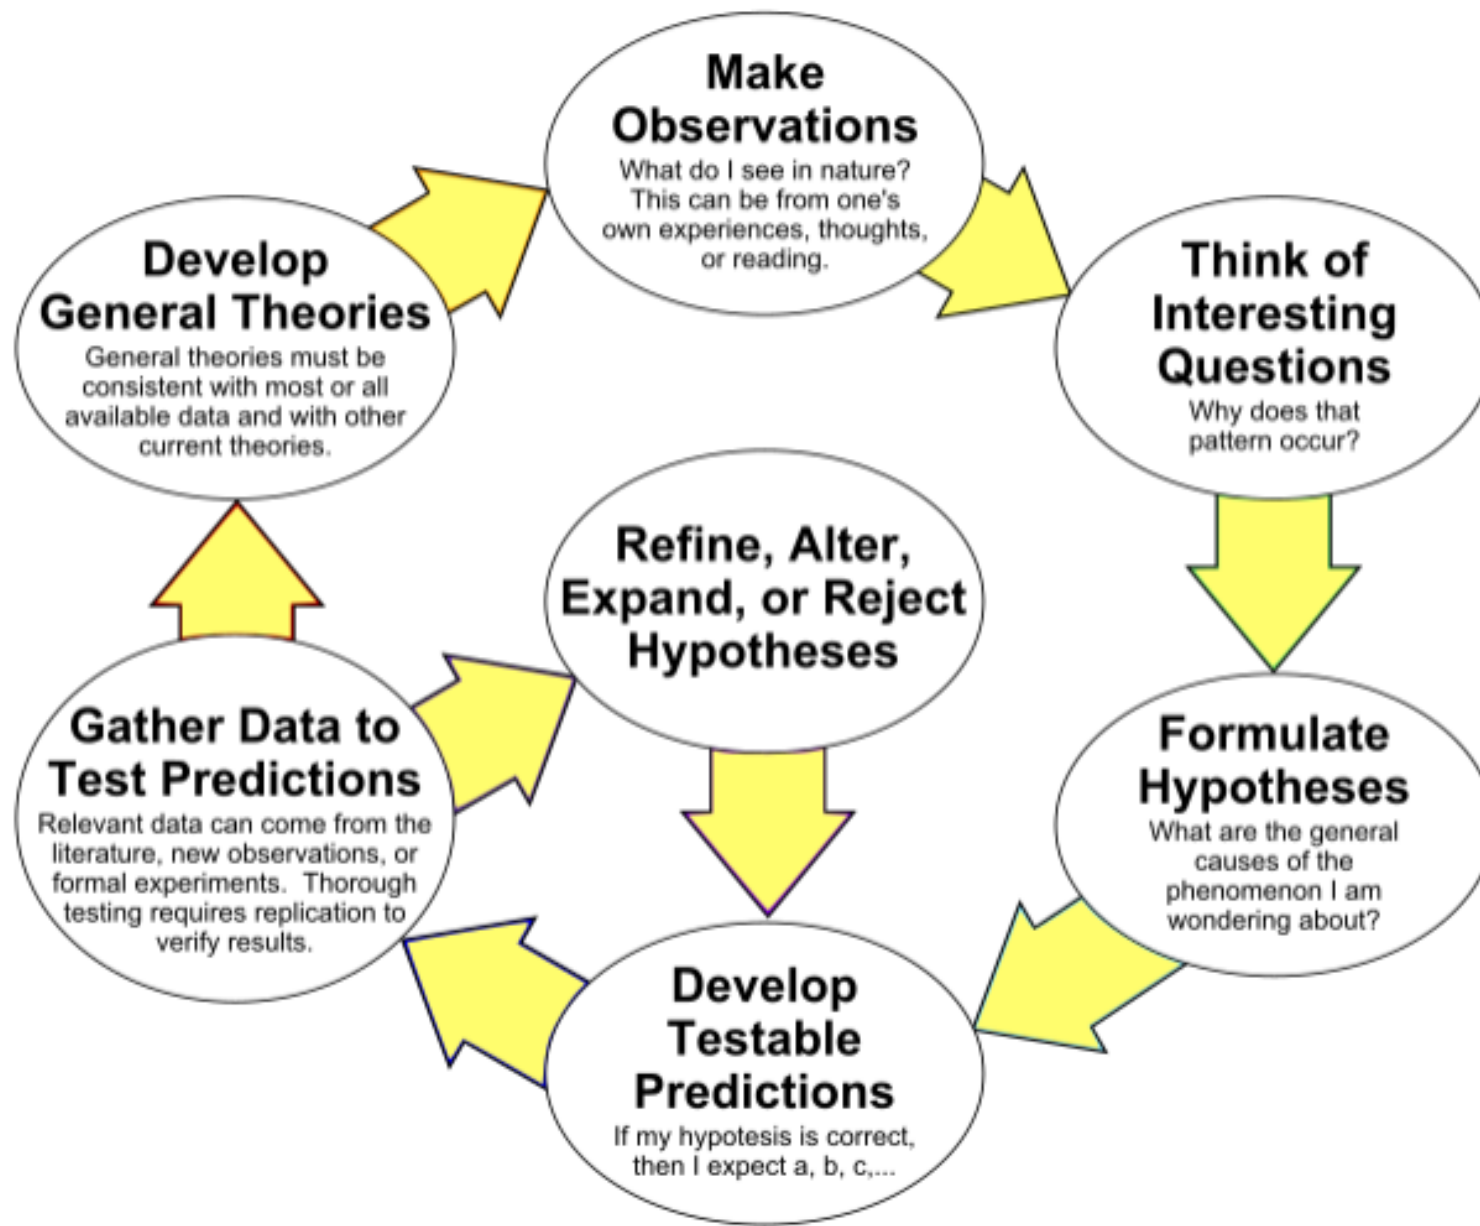 Make
Observations
What do I see in nature?
This can be from one's
own experiences, thoughts,
or reading.
Think of
Interesting
Questions
Why does that
pattern occur?
Formulate
Hypotheses
What are the general
causes of the
phenomenon I am
wondering about?
Develop
Testable
Predictions
If my hypotesis is correct,
then I expect a, b, c,...
Gather Data to
Test Predictions
Relevant data can come from the
literature, new observations, or
formal experiments.  Thorough
testing requires replication to
verify results.
Refine, Alter,
Expand, or Reject
Hypotheses
Develop
General Theories
General theories must be
consistent with most or all
available data and with other
current theories.